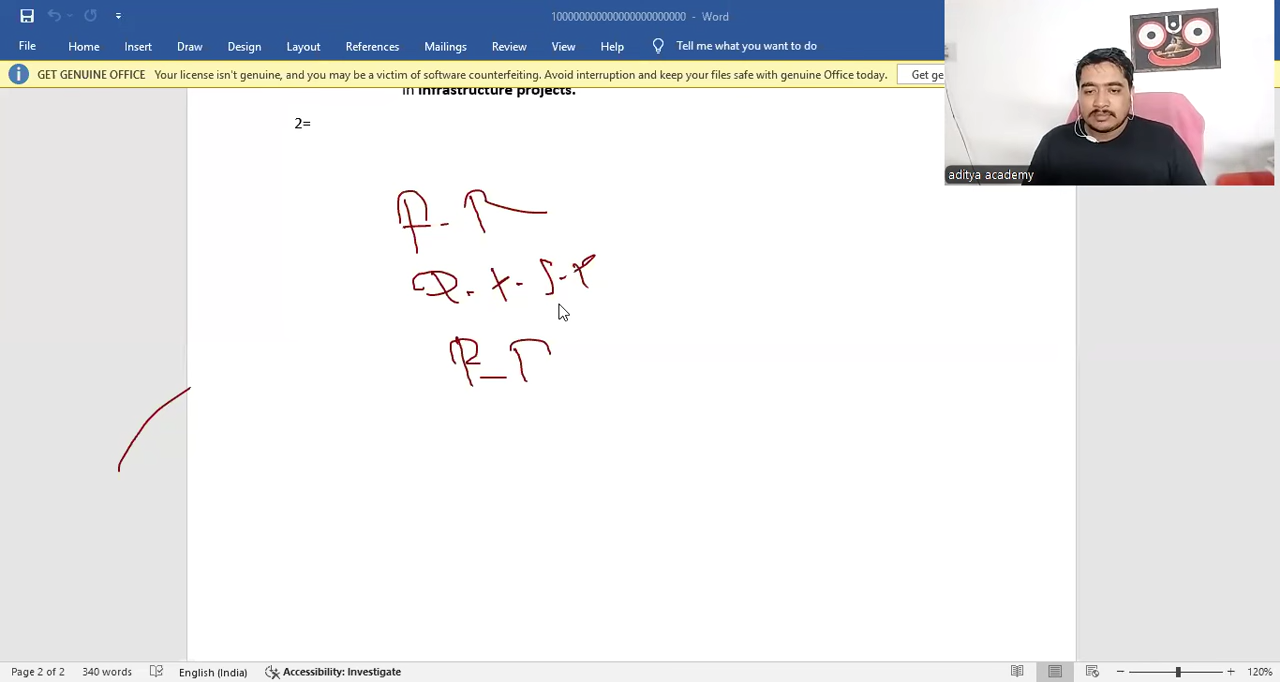 10000000000000000000000 - Word
File Home Insert Draw Design Layout References Mailings Review View Help Tell me what you want to do
GET GENUINE OFFICE Your license isn't genuine, and you may be a victim of software counterfeiting. Avoid interruption and keep your files safe with genuine Office today. Get ge
in infrastructure projects.
2=
aditya academy
Page 2 of 2 340 words English (India) Accessibility: Investigate 120%